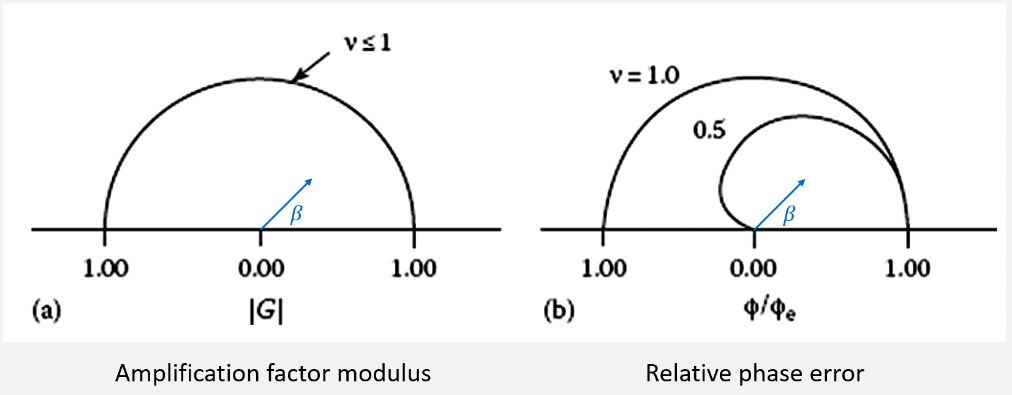 ν ≤ 1
β
1.00 0.00 1.00
(a) |G|
Amplification factor modulus
ν = 1.0
0.5
β
1.00 0.00 1.00
(b) ϕ/ϕe
Relative phase error